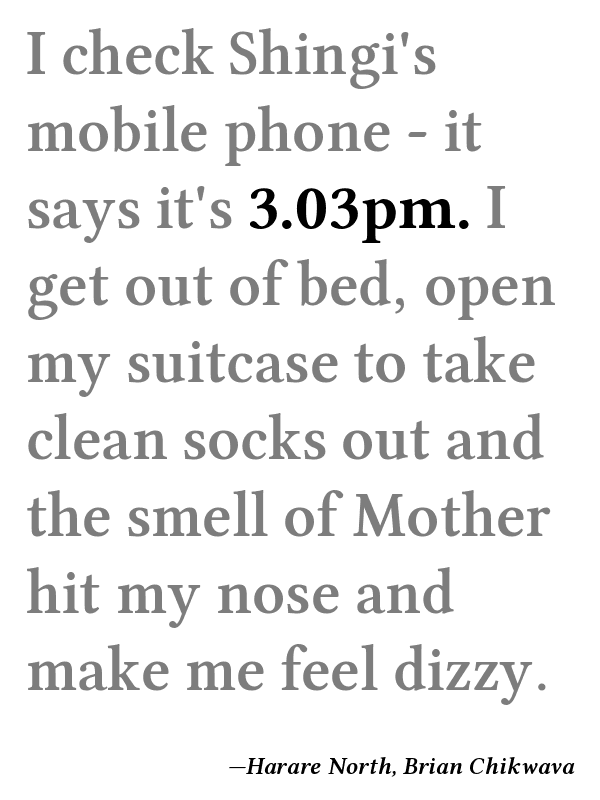 I check Shingi's
mobile phone - it
says it's 3.03pm. I
get out of bed, open
my suitcase to take
clean socks out and
the smell of Mother
hit my nose and
make me feel dizzy.
—Harare North, Brian Chikwava